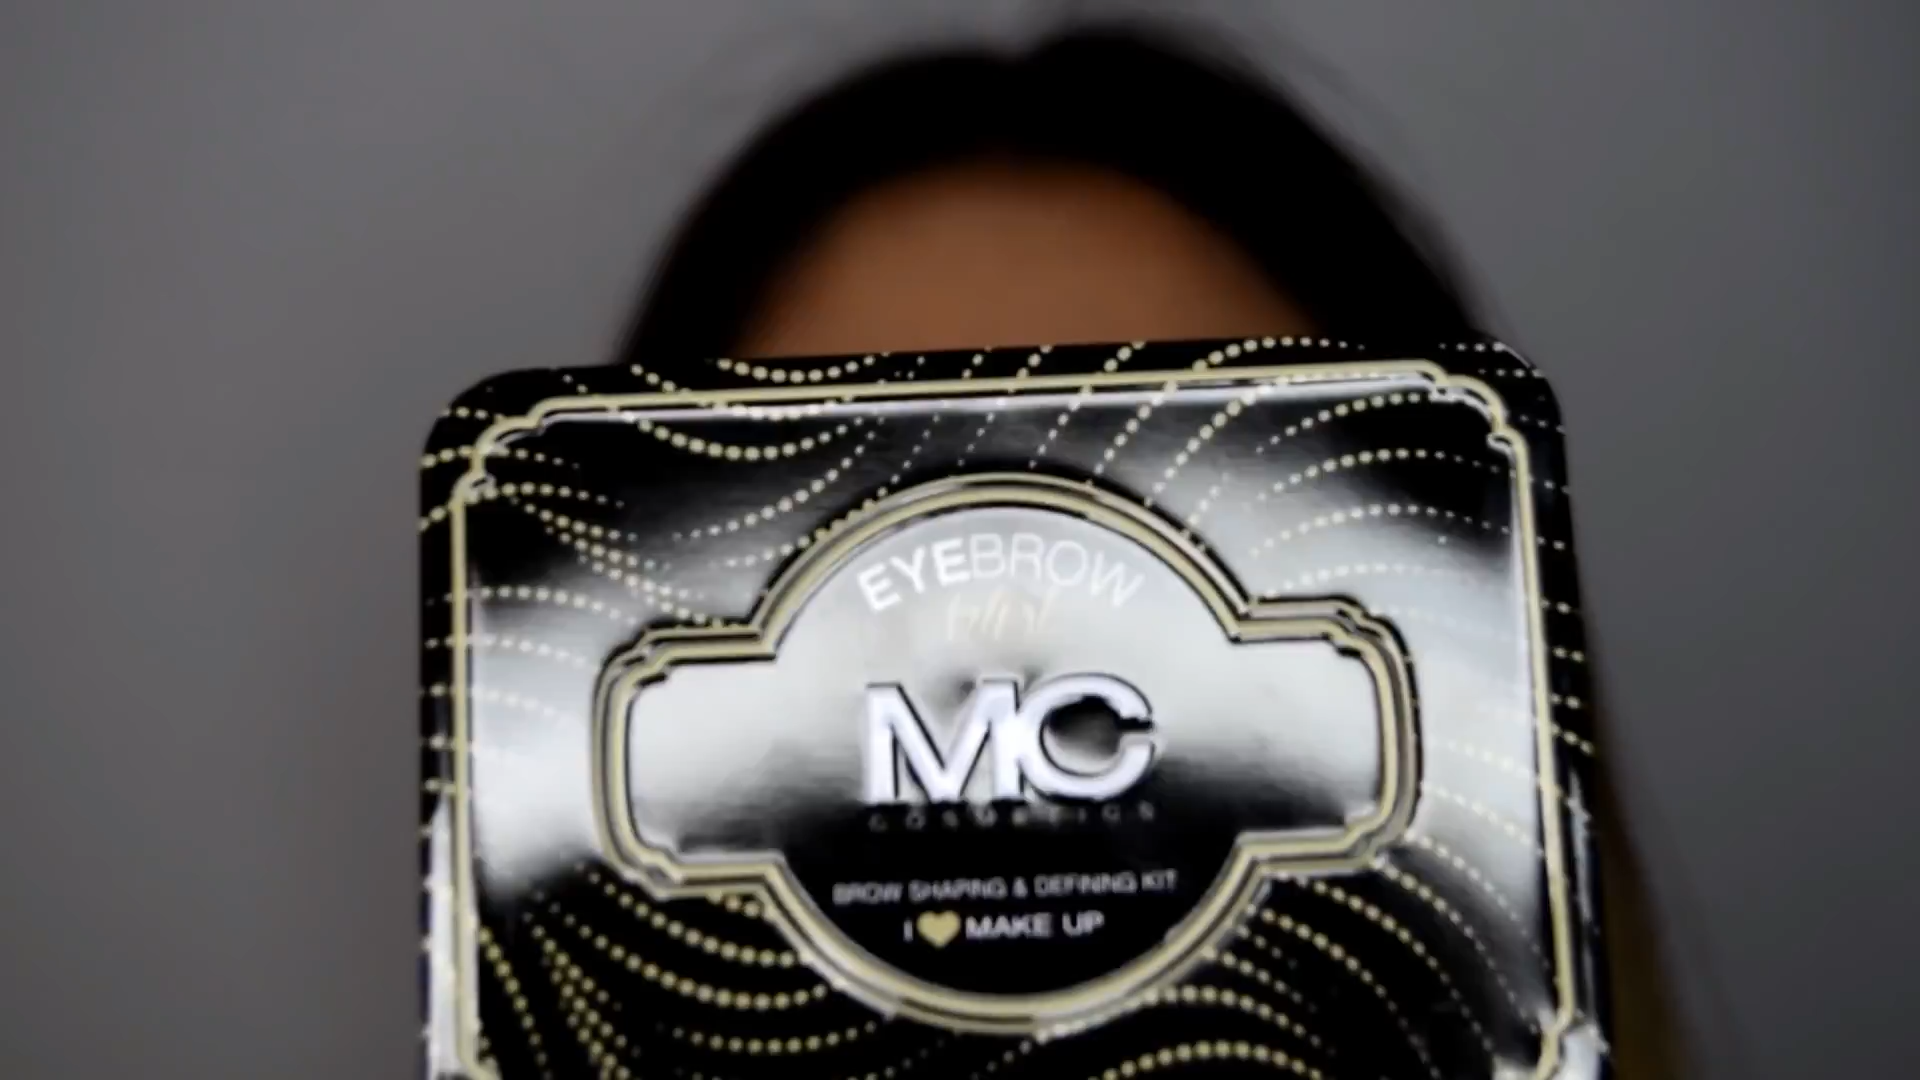 EYEBROW
MC
COSMETICS
BROW SHAPING & DEFINING KIT
I ♥ MAKE UP